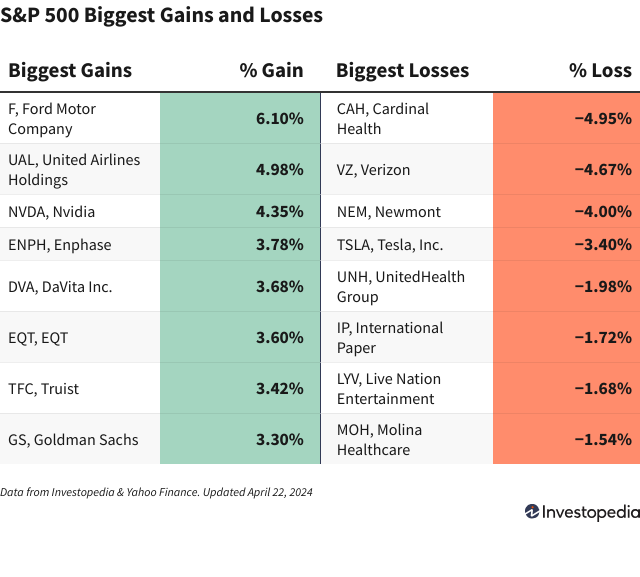 S&P 500 Biggest Gains and Losses
Biggest Gains % Gain Biggest Losses % Loss
F, Ford Motor
Company
6.10%
CAH, Cardinal
Health
−4.95%
UAL, United Airlines
Holdings
4.98%
VZ, Verizon
−4.67%
NVDA, Nvidia
4.35%
NEM, Newmont
−4.00%
ENPH, Enphase
3.78%
TSLA, Tesla, Inc.
−3.40%
DVA, DaVita Inc.
3.68%
UNH, UnitedHealth
Group
−1.98%
EQT, EQT
3.60%
IP, International
Paper
−1.72%
TFC, Truist
3.42%
LYV, Live Nation
Entertainment
−1.68%
GS, Goldman Sachs
3.30%
MOH, Molina
Healthcare
−1.54%
Data from Investopedia & Yahoo Finance. Updated April 22, 2024
Investopedia